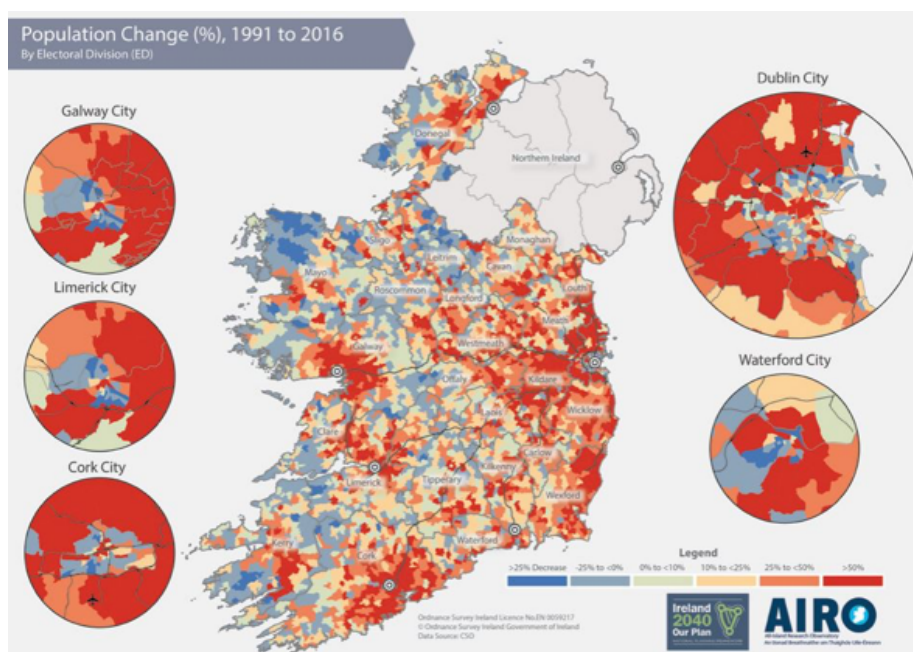 Population Change (%), 1991 to 2016
By Electoral Division (ED)
Galway City
Limerick City
Cork City
Dublin City
Waterford City
Donegal
Northern Ireland
Sligo
Leitrim
Monaghan
Cavan
Mayo
Roscommon
Longford
Louth
Meath
Westmeath
Galway
Offaly
Kildare
Laois
Wicklow
Clare
Carlow
Kilkenny
Tipperary
Limerick
Wexford
Kerry
Cork
Waterford
Legend
>25% Decrease
-25% to <0%
0% to <10%
10% to <25%
25% to <50%
>50%
Ordnance Survey Ireland Licence No.EN 0059217
© Ordnance Survey Ireland Government of Ireland
Data Source: CSO
Ireland
2040
Our Plan
AIRO
All-Island Research Observatory